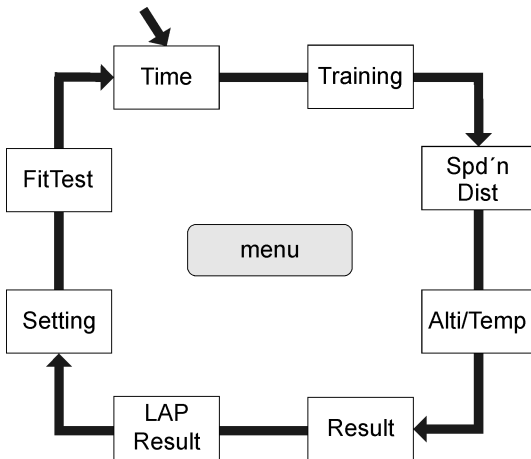 Time
Training
Spd´n
Dist
Alti/Temp
Result
LAP
Result
Setting
FitTest
menu